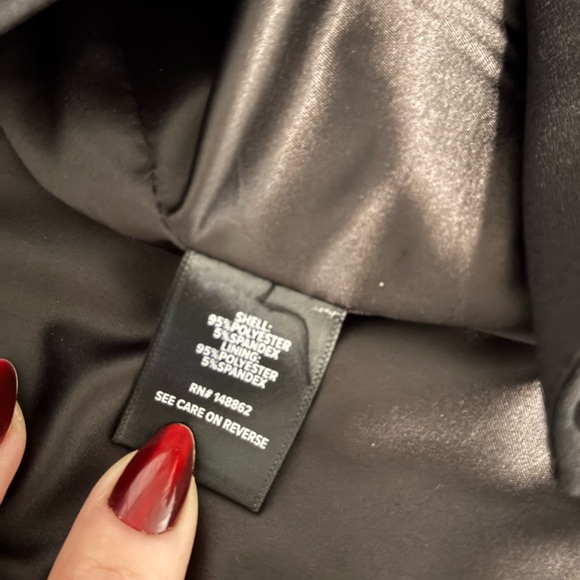 SHELL:
95%POLYESTER
5%SPANDEX
LINING:
95%POLYESTER
5%SPANDEX
RN# 148862
SEE CARE ON REVERSE